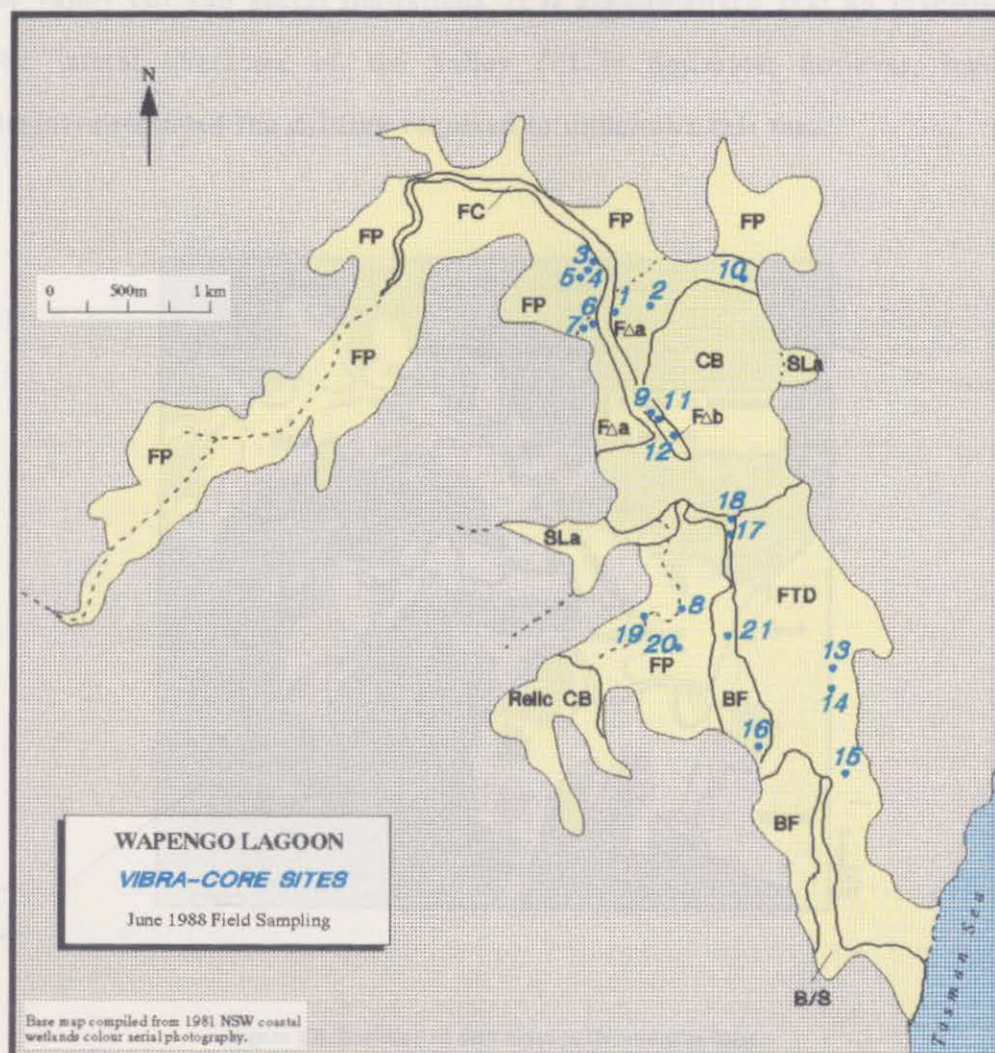 N
FC
FP
FP
FP
3
10
0 500m 1 km
5 4
1 2
FP
6
7
F△a
FP
CB
SLa
9 11
F△a
F△b
FP
12
18
17
SLa
FTD
8
19
21
20
13
FP
14
Relic CB
BF
16
15
BF
WAPENGO LAGOON
VIBRA-CORE SITES
June 1988 Field Sampling
B/S
Tasman Sea
Base map compiled from 1981 NSW coastal
wetlands colour aerial photography.